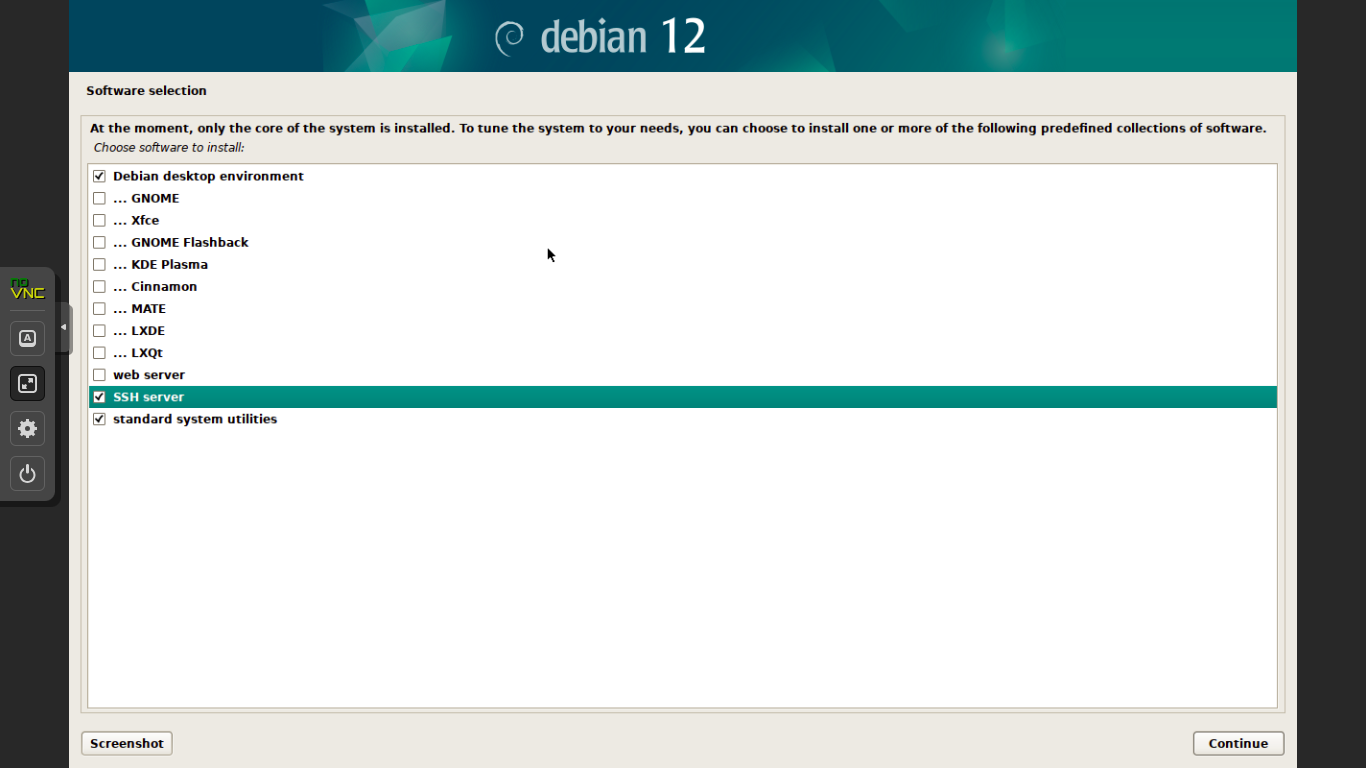 debian 12
Software selection
At the moment, only the core of the system is installed. To tune the system to your needs, you can choose to install one or more of the following predefined collections of software.
Choose software to install:
Debian desktop environment
... GNOME
... Xfce
... GNOME Flashback
... KDE Plasma
... Cinnamon
... MATE
... LXDE
... LXQt
web server
SSH server
standard system utilities
no
VNC
A
Screenshot
Continue